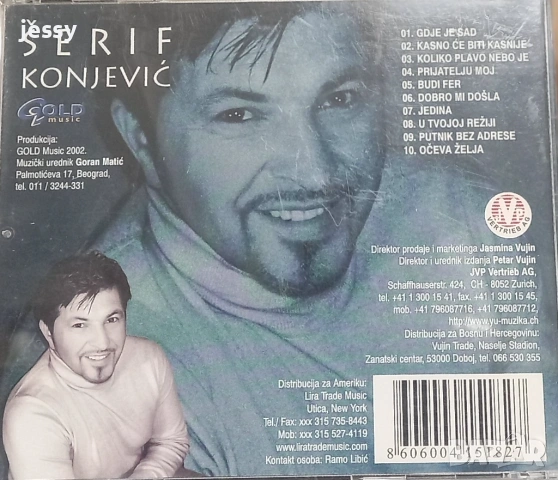 jessy
SERIF
KONJEVIĆ
GOLD
music
Produkcija:
GOLD Music 2002.
Muzički urednik Goran Matić
Palmotićeva 17, Beograd,
tel. 011 / 3244-331
01. GDJE JE SAD
02. KASNO ĆE BITI KASNIJE
03. KOLIKO PLAVO NEBO JE
04. PRIJATELJU MOJ
05. BUDI FER
06. DOBRO MI DOŠLA
07. JEDINA
08. U TVOJOJ REŽIJI
09. PUTNIK BEZ ADRESE
10. OČEVA ŽELJA
VERTRIEB AG
Direktor prodaje i marketinga Jasmina Vujin
Direktor i urednik izdanja Petar Vujin
JVP Vertrieb AG,
Schaffhauserstr. 424, CH - 8052 Zurich,
tel. +41 1 300 15 41, fax. +41 1 300 15 45,
mob. +41 796087716, +41 796087712,
http://www.yu-muzika.ch
Distribucija za Bosnu i Hercegovinu:
Vujin Trade, Naselje Stadion,
Zanatski centar, 53000 Doboj, tel. 066 530 355
Distribucija za Ameriku:
Lira Trade Music
Utica, New York
Tel./ Fax: xxx 315 735-8443
Mob: xxx 315 527-4119
www.liratrademusic.com
Kontakt osoba: Ramo Libić
8606004151827